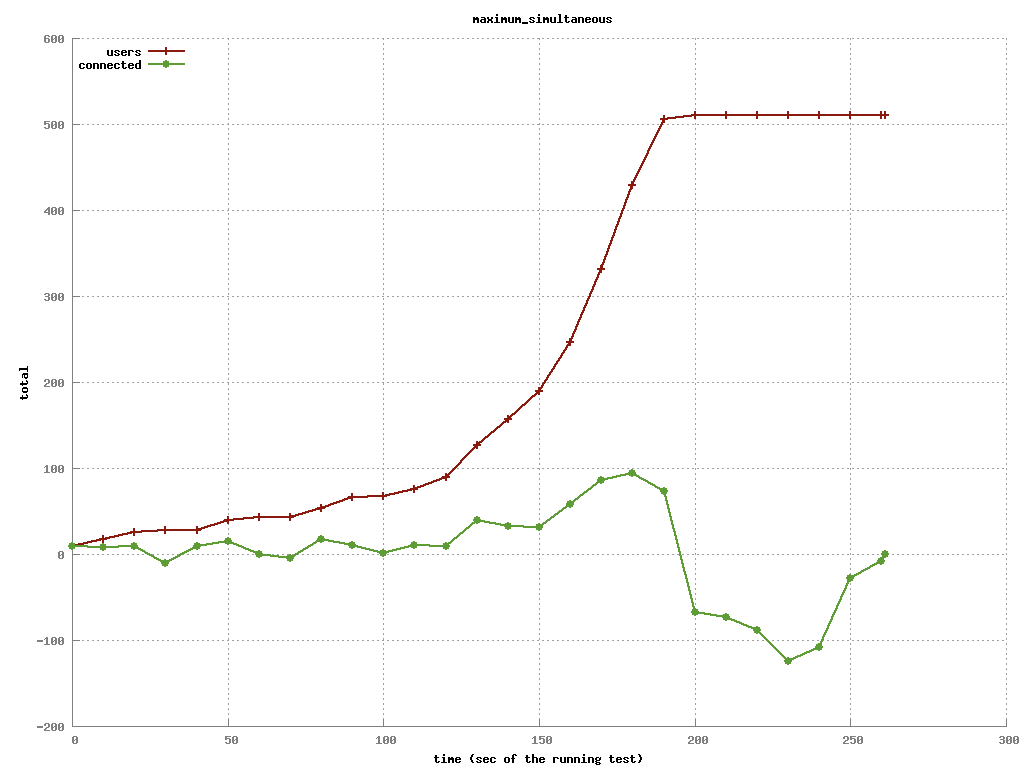 maximum_simultaneous
600
users
connected
500
400
300
total
200
100
0
-100
-200
0 50 100 150 200 250 300
time (sec of the running test)